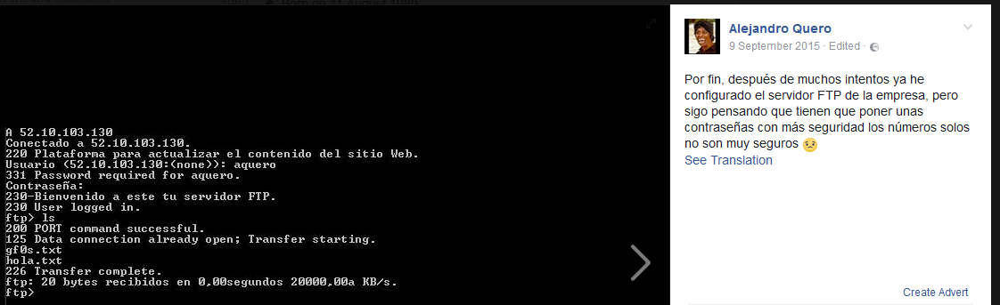 A 52.10.103.130
Conectado a 52.10.103.130.
220 Plataforma para actualizar el contenido del sitio Web.
Usuario (52.10.103.130:(none)): aquero
331 Password required for aquero.
Contraseña:
230-Bienvenido a este tu servidor FTP.
230 User logged in.
ftp> ls
200 PORT command successful.
125 Data connection already open; Transfer starting.
gf0s.txt
hola.txt
226 Transfer complete.
ftp: 20 bytes recibidos en 0,00segundos 20000,00a KB/s.
ftp>
Alejandro Quero
9 September 2015 · Edited ·
Por fin, después de muchos intentos ya he
configurado el servidor FTP de la empresa, pero
sigo pensando que tienen que poner unas
contraseñas con más seguridad los números solos
no son muy seguros 😟
See Translation
Create Advert